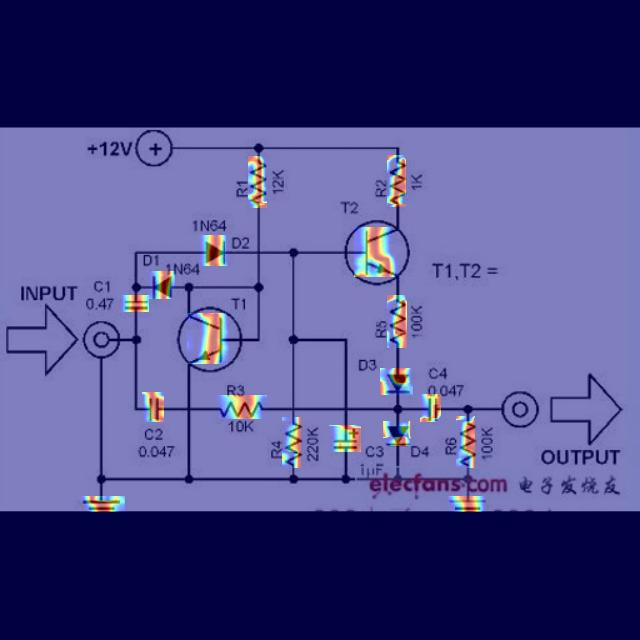 +12V
R1
12K
R2
1K
T2
1N64
D2
D1
1N64
T1,T2 =
INPUT
C1
0.47
T1
R5
100K
D3
C4
0.047
R3
10K
C2
0.047
R4
220K
C3
1µF
D4
R6
100K
OUTPUT
elecfans.com 电子发烧友